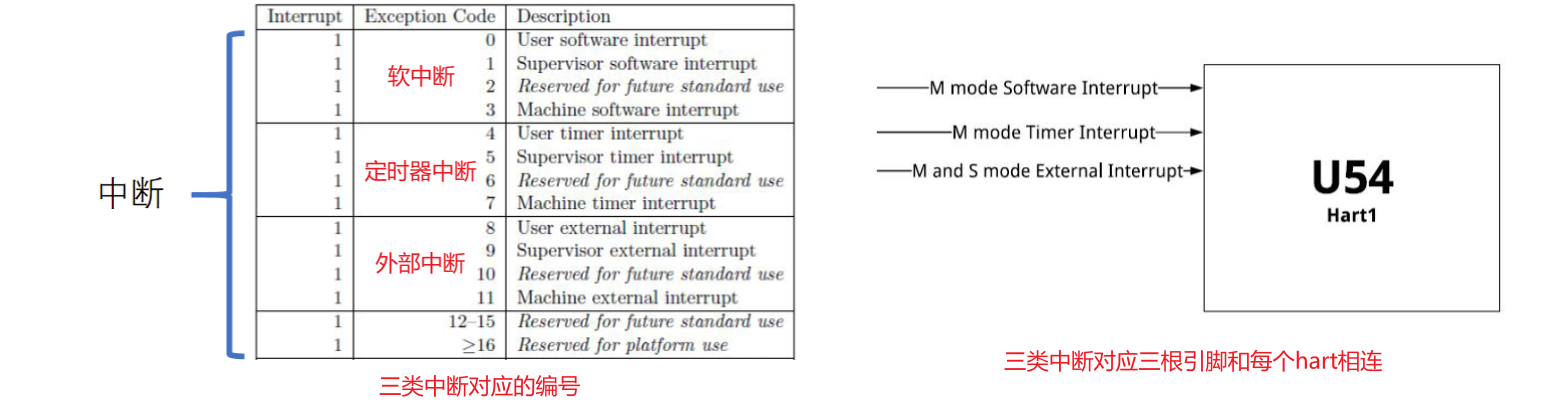 中断
Interrupt Exception Code Description
1 0 User software interrupt
1 1 Supervisor software interrupt
软中断
1 2 Reserved for future standard use
1 3 Machine software interrupt
1 4 User timer interrupt
1 5 Supervisor timer interrupt
定时器中断
1 6 Reserved for future standard use
1 7 Machine timer interrupt
1 8 User external interrupt
1 9 Supervisor external interrupt
外部中断
1 10 Reserved for future standard use
1 11 Machine external interrupt
1 12–15 Reserved for future standard use
1 ≥16 Reserved for platform use
三类中断对应的编号
M mode Software Interrupt
M mode Timer Interrupt
M and S mode External Interrupt
U54
Hart1
三类中断对应三根引脚和每个hart相连